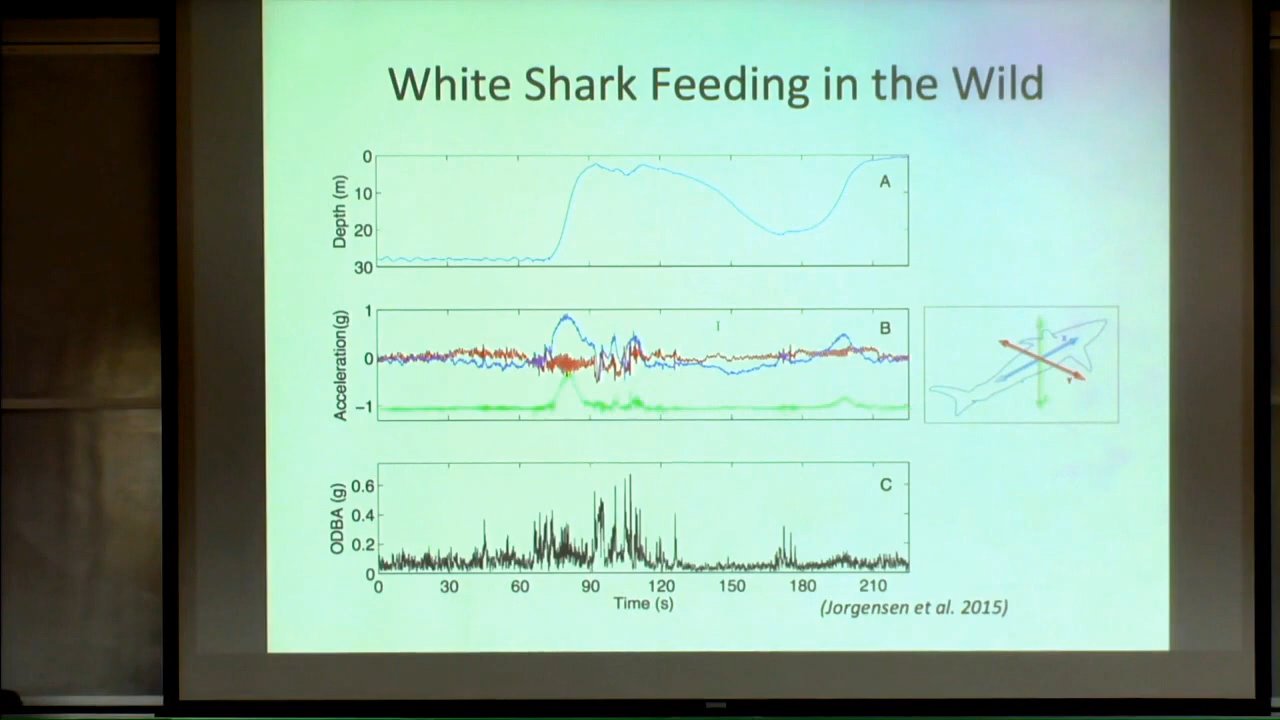 White Shark Feeding in the Wild
0
10
20
30
Depth (m)
A
1
0
−1
Acceleration(g)
B
X
Y
0.6
0.4
0.2
0
ODBA (g)
C
0 30 60 90 120 150 180 210
Time (s)
(Jorgensen et al. 2015)